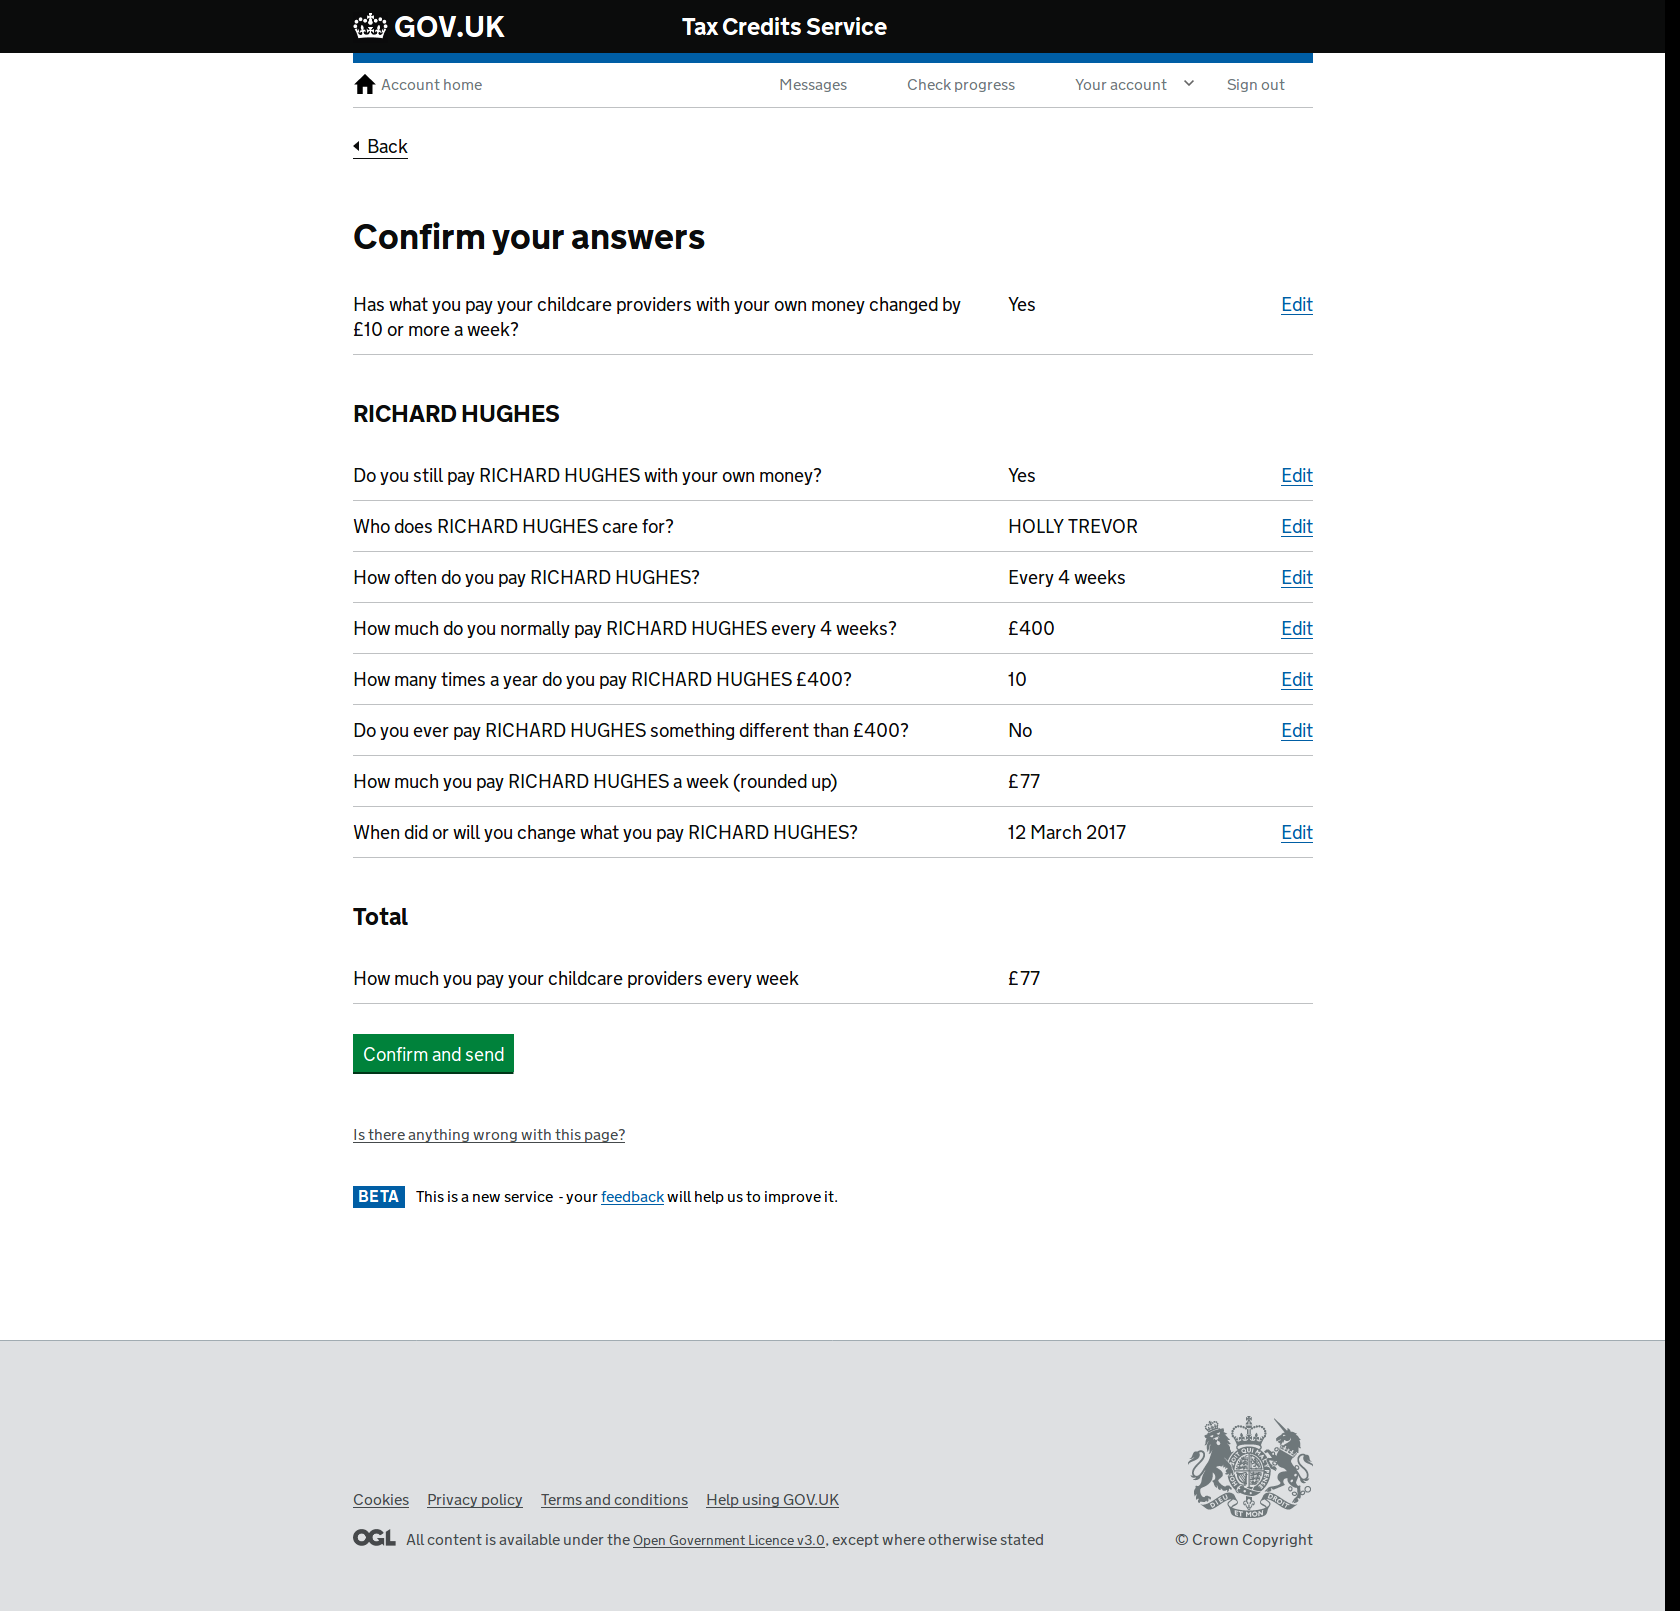 GOV.UK Tax Credits Service
Account home Messages Check progress Your account Sign out
Back
Confirm your answers
Has what you pay your childcare providers with your own money changed by Yes Edit
£10 or more a week?
RICHARD HUGHES
Do you still pay RICHARD HUGHES with your own money? Yes Edit
Who does RICHARD HUGHES care for? HOLLY TREVOR Edit
How often do you pay RICHARD HUGHES? Every 4 weeks Edit
How much do you normally pay RICHARD HUGHES every 4 weeks? £400 Edit
How many times a year do you pay RICHARD HUGHES £400? 10 Edit
Do you ever pay RICHARD HUGHES something different than £400? No Edit
How much you pay RICHARD HUGHES a week (rounded up) £77
When did or will you change what you pay RICHARD HUGHES? 12 March 2017 Edit
Total
How much you pay your childcare providers every week £77
Confirm and send
Is there anything wrong with this page?
BETA This is a new service - your feedback will help us to improve it.
Cookies Privacy policy Terms and conditions Help using GOV.UK
OGL All content is available under the Open Government Licence v3.0, except where otherwise stated © Crown Copyright